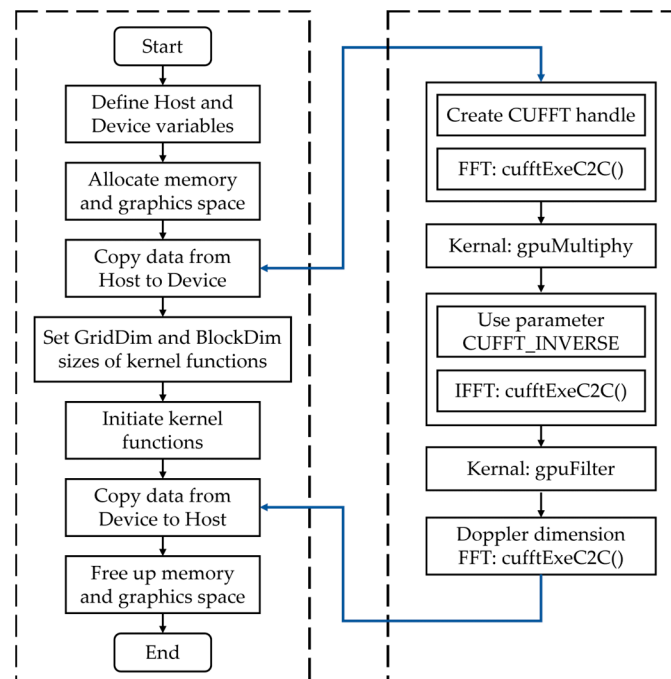 Start
Define Host and
Device variables
Allocate memory
and graphics space
Copy data from
Host to Device
Set GridDim and BlockDim
sizes of kernel functions
Initiate kernel
functions
Copy data from
Device to Host
Free up memory
and graphics space
End
Create CUFFT handle
FFT: cufftExeC2C()
Kernal: gpuMultiphy
Use parameter
CUFFT_INVERSE
IFFT: cufftExeC2C()
Kernal: gpuFilter
Doppler dimension
FFT: cufftExeC2C()